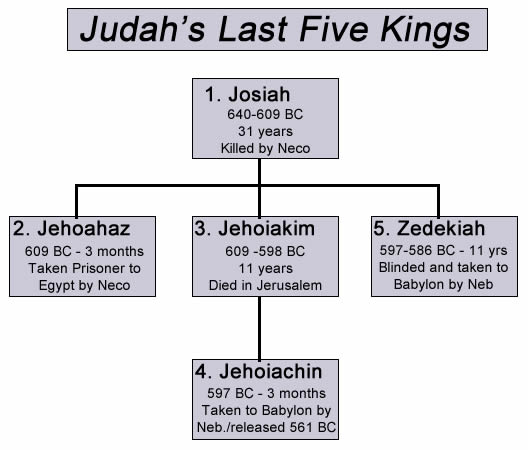 Judah's Last Five Kings
1. Josiah
640-609 BC
31 years
Killed by Neco
2. Jehoahaz
609 BC - 3 months
Taken Prisoner to
Egypt by Neco
3. Jehoiakim
609 -598 BC
11 years
Died in Jerusalem
5. Zedekiah
597-586 BC - 11 yrs
Blinded and taken to
Babylon by Neb
4. Jehoiachin
597 BC - 3 months
Taken to Babylon by
Neb./released 561 BC